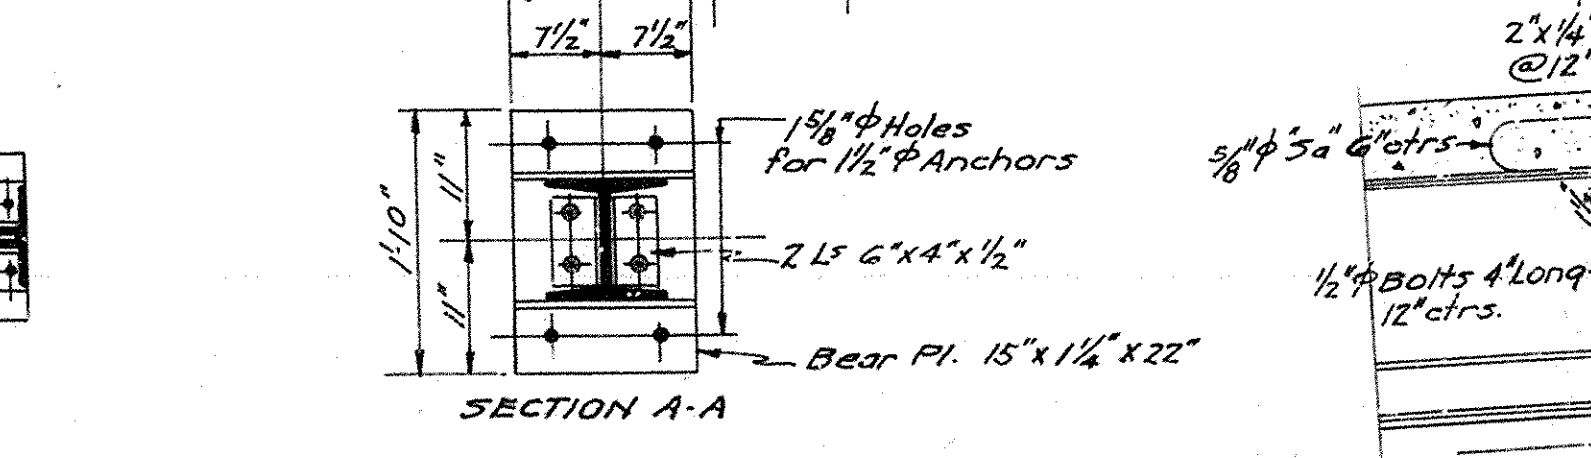 7½" 7½"
1⅝"ϕ Holes
for 1½"ϕ Anchors
1'-10"
11"
11"
2 Ls 6"x4"x½"
Bear Pl. 15"x1¼"x22"
SECTION A-A
2"x¼"
@12"
⅝"ϕ"5a" 6"ctrs
½"ϕ Bolts 4"Long
12"ctrs.